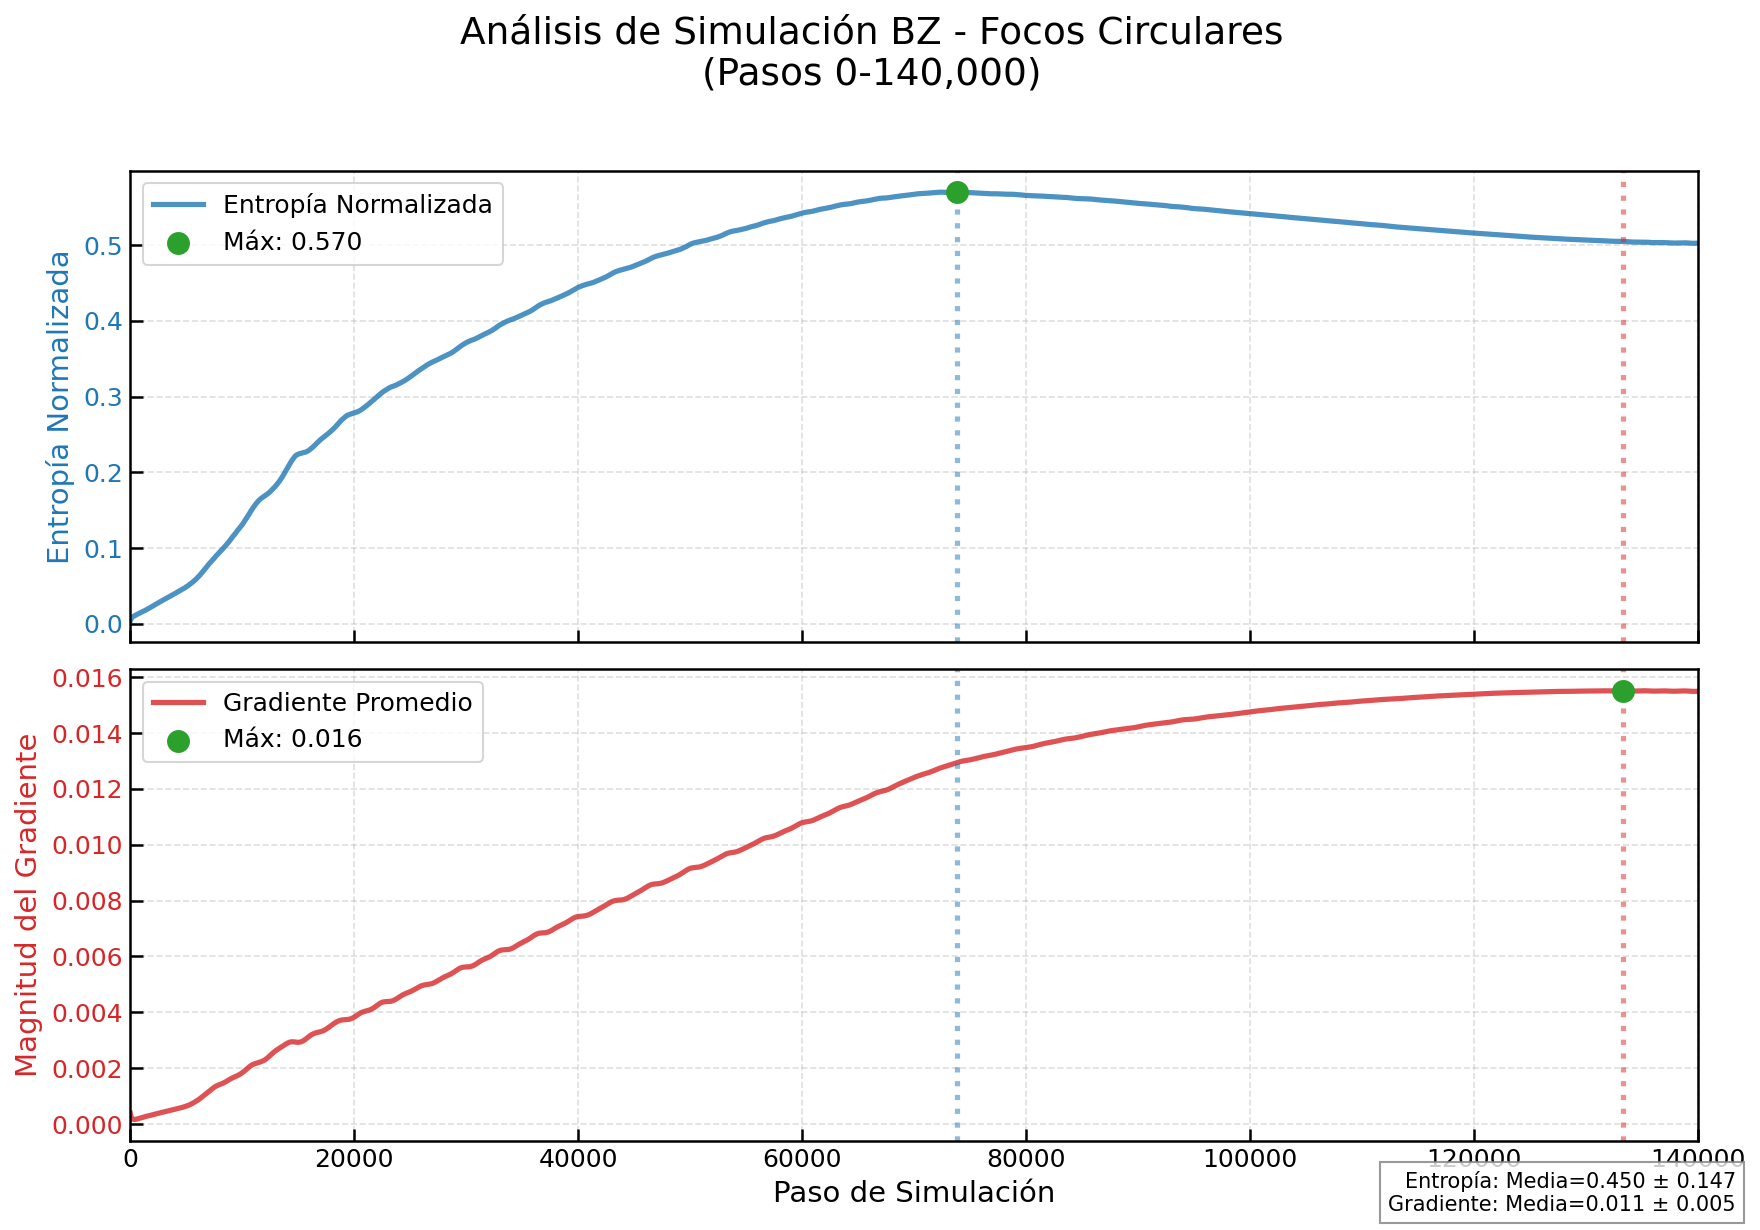 Análisis de Simulación BZ - Focos Circulares
(Pasos 0-140,000)
Entropía Normalizada
Máx: 0.570
Entropía Normalizada
0.5
0.4
0.3
0.2
0.1
0.0
Gradiente Promedio
Máx: 0.016
Magnitud del Gradiente
0.016
0.014
0.012
0.010
0.008
0.006
0.004
0.002
0.000
0 20000 40000 60000 80000 100000 120000 140000
Paso de Simulación
Entropía: Media=0.450 ± 0.147
Gradiente: Media=0.011 ± 0.005